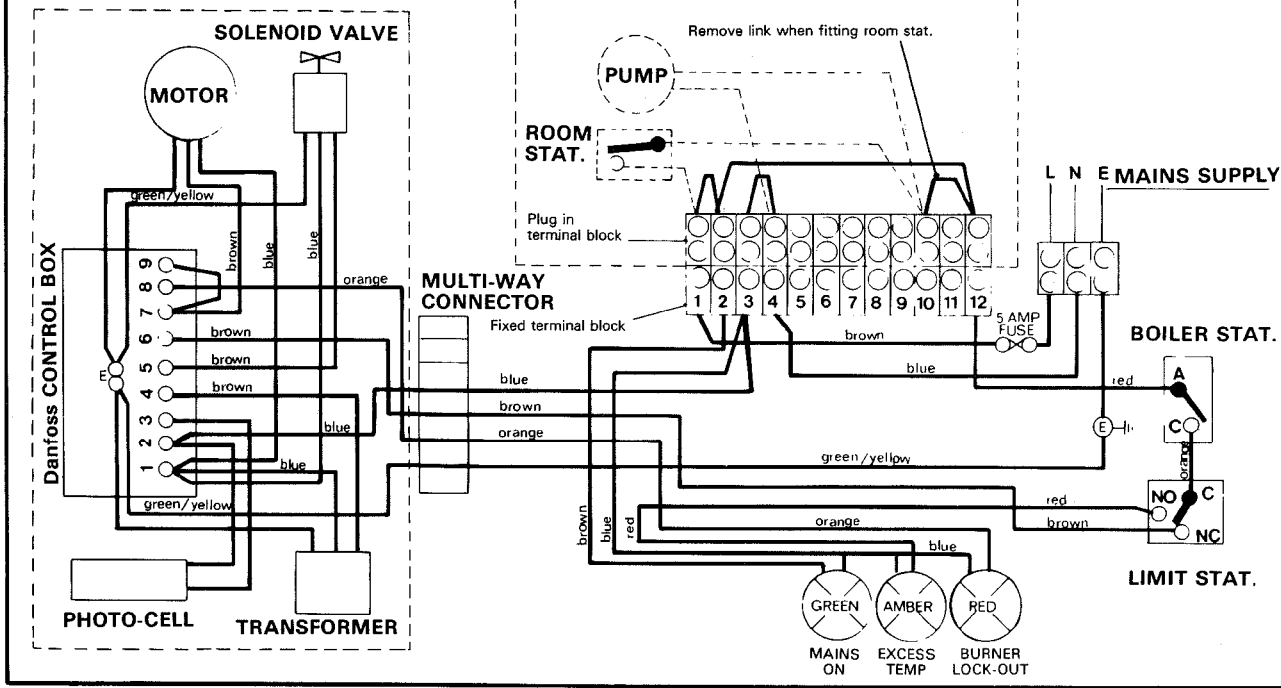 SOLENOID VALVE
MOTOR
green/yellow
brown
blue
blue
Danfoss CONTROL BOX
9
8
7
6
5
4
3
2
1
E
orange
brown
brown
brown
blue
blue
green/yellow
PHOTO-CELL
TRANSFORMER
MULTI-WAY
CONNECTOR
Remove link when fitting room stat.
PUMP
ROOM
STAT.
Plug in
terminal block
Fixed terminal block
1 2 3 4 5 6 7 8 9 10 11 12
L N E MAINS SUPPLY
5 AMP
FUSE
brown
blue
BOILER STAT.
red
A
C
E
orange
blue
brown
orange
green/yellow
red
brown
NO
C
NC
LIMIT STAT.
brown
blue
red
orange
blue
GREEN
AMBER
RED
MAINS
ON
EXCESS
TEMP
BURNER
LOCK-OUT